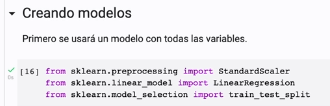 Creando modelos
Primero se usará un modelo con todas las variables.
[16] from sklearn.preprocessing import StandardScaler
from sklearn.linear_model import LinearRegression
from sklearn.model_selection import train_test_split